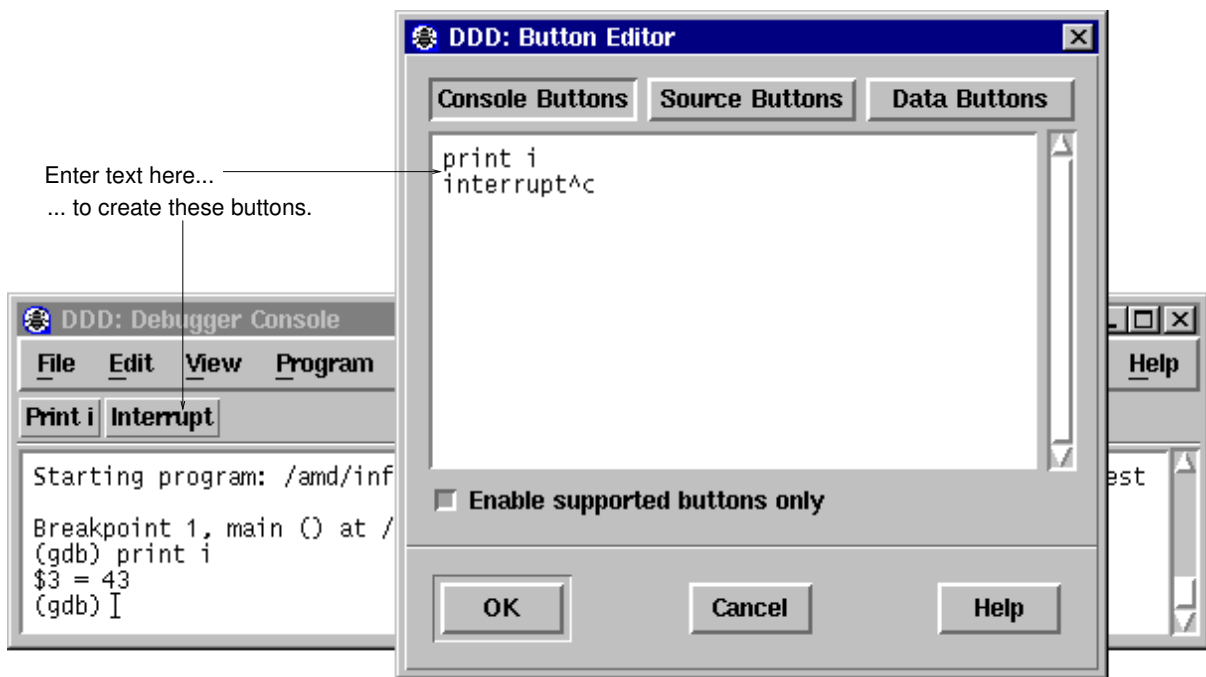 DDD: Button Editor
Console Buttons Source Buttons Data Buttons
print i
interrupt^c
Enter text here...
... to create these buttons.
DDD: Debugger Console
File Edit View Program Help
Print i Interrupt
Starting program: /amd/inf est
Breakpoint 1, main () at /
(gdb) print i
$3 = 43
(gdb)
Enable supported buttons only
OK Cancel Help